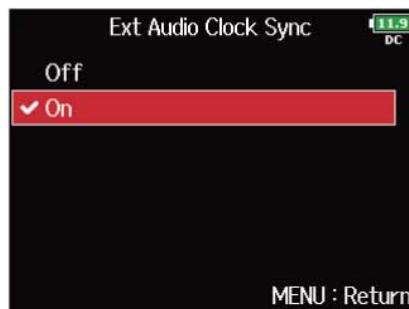 Ext Audio Clock Sync
11.9
DC
Off
On
MENU : Return